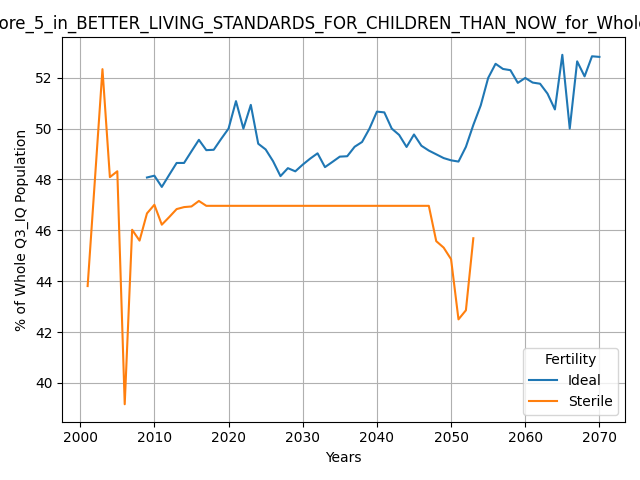 ore_5_in_BETTER_LIVING_STANDARDS_FOR_CHILDREN_THAN_NOW_for_Whole
% of Whole Q3_IQ Population
52
50
48
46
44
42
40
Fertility
Ideal
Sterile
2000 2010 2020 2030 2040 2050 2060 2070
Years